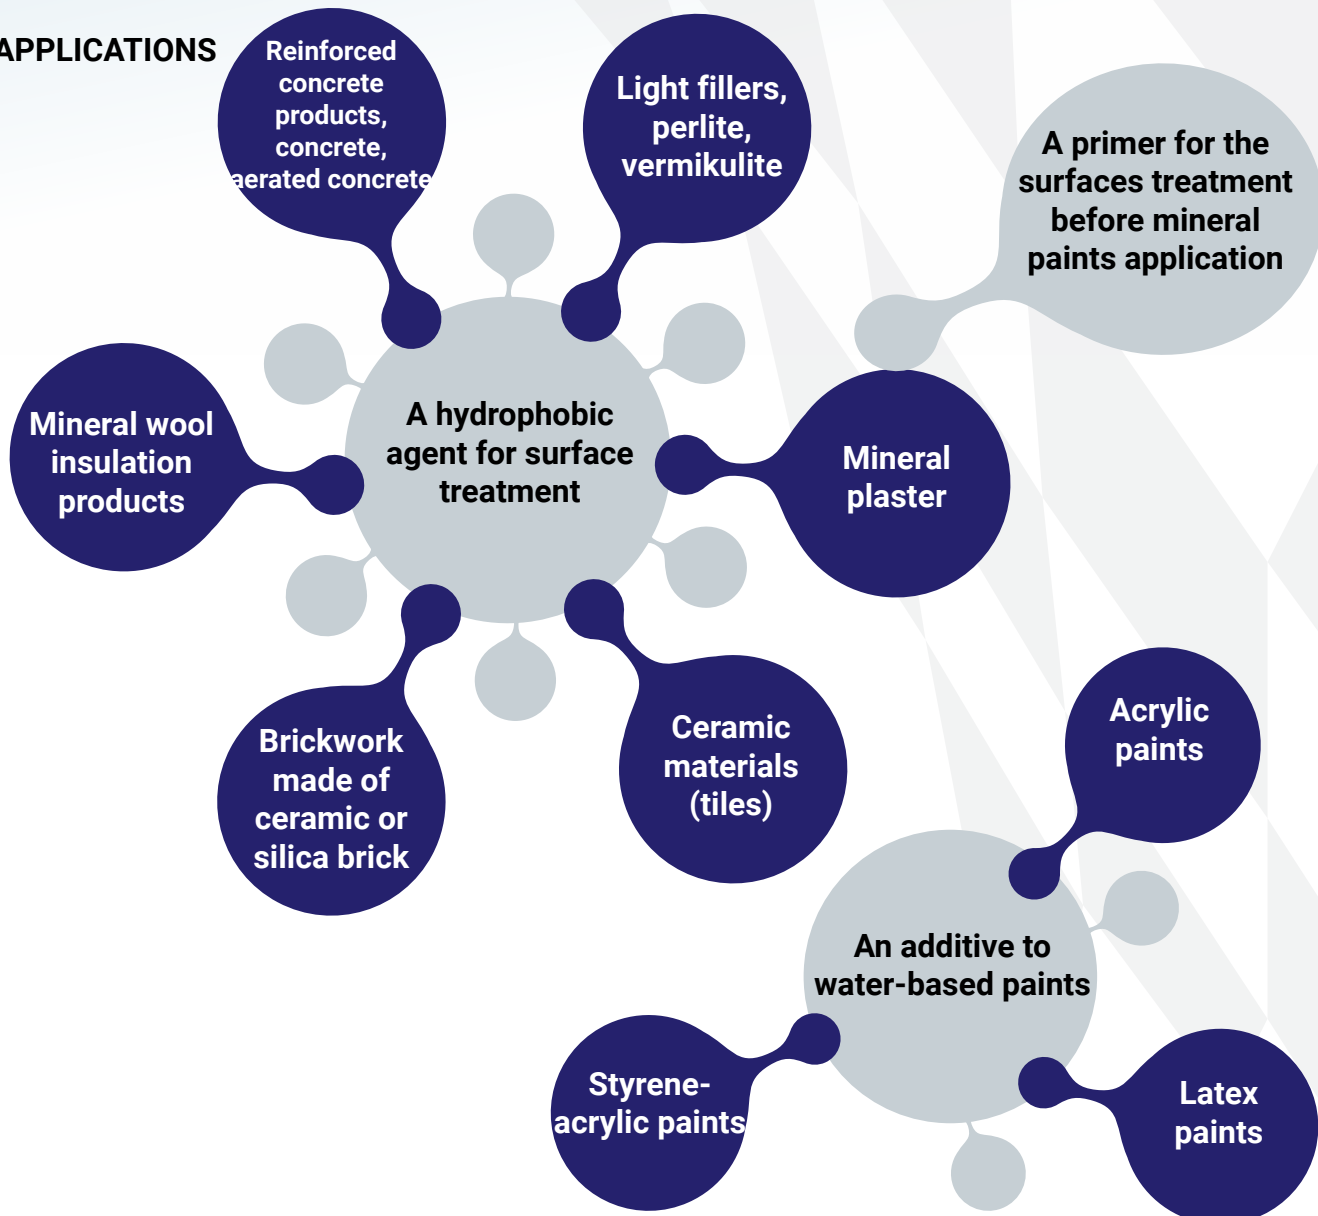 APPLICATIONS
Reinforced
concrete
products,
concrete,
aerated concrete
Light fillers,
perlite,
vermikulite
A primer for the
surfaces treatment
before mineral
paints application
Mineral wool
insulation
products
A hydrophobic
agent for surface
treatment
Mineral
plaster
Brickwork
made of
ceramic or
silica brick
Ceramic
materials
(tiles)
Acrylic
paints
An additive to
water-based paints
Styrene-
acrylic paints
Latex
paints